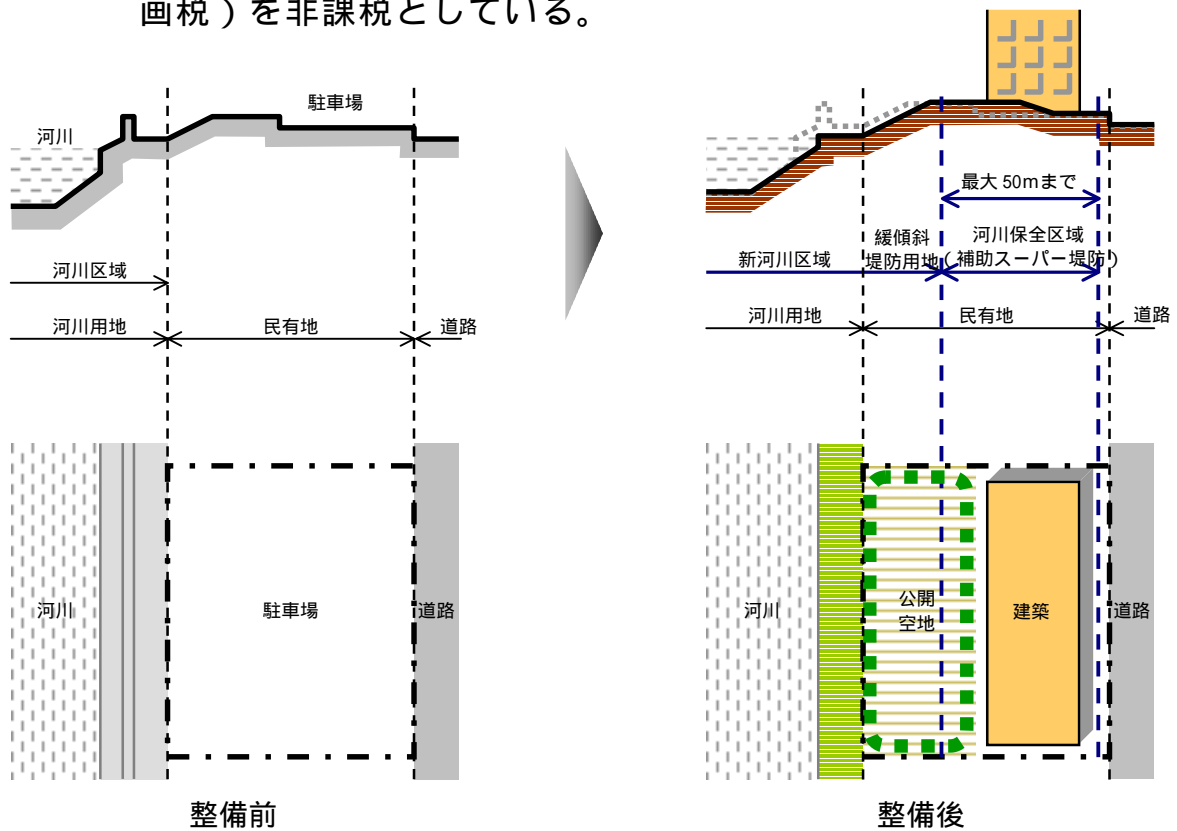 画税）を非課税としている。
駐車場
河川
河川区域
河川用地
民有地
道路
河川
駐車場
道路
整備前
最大 50mまで
緩傾斜
堤防用地
河川保全区域
（補助スーパー堤防）
新河川区域
河川用地
民有地
道路
河川
公開
空地
建築
道路
整備後